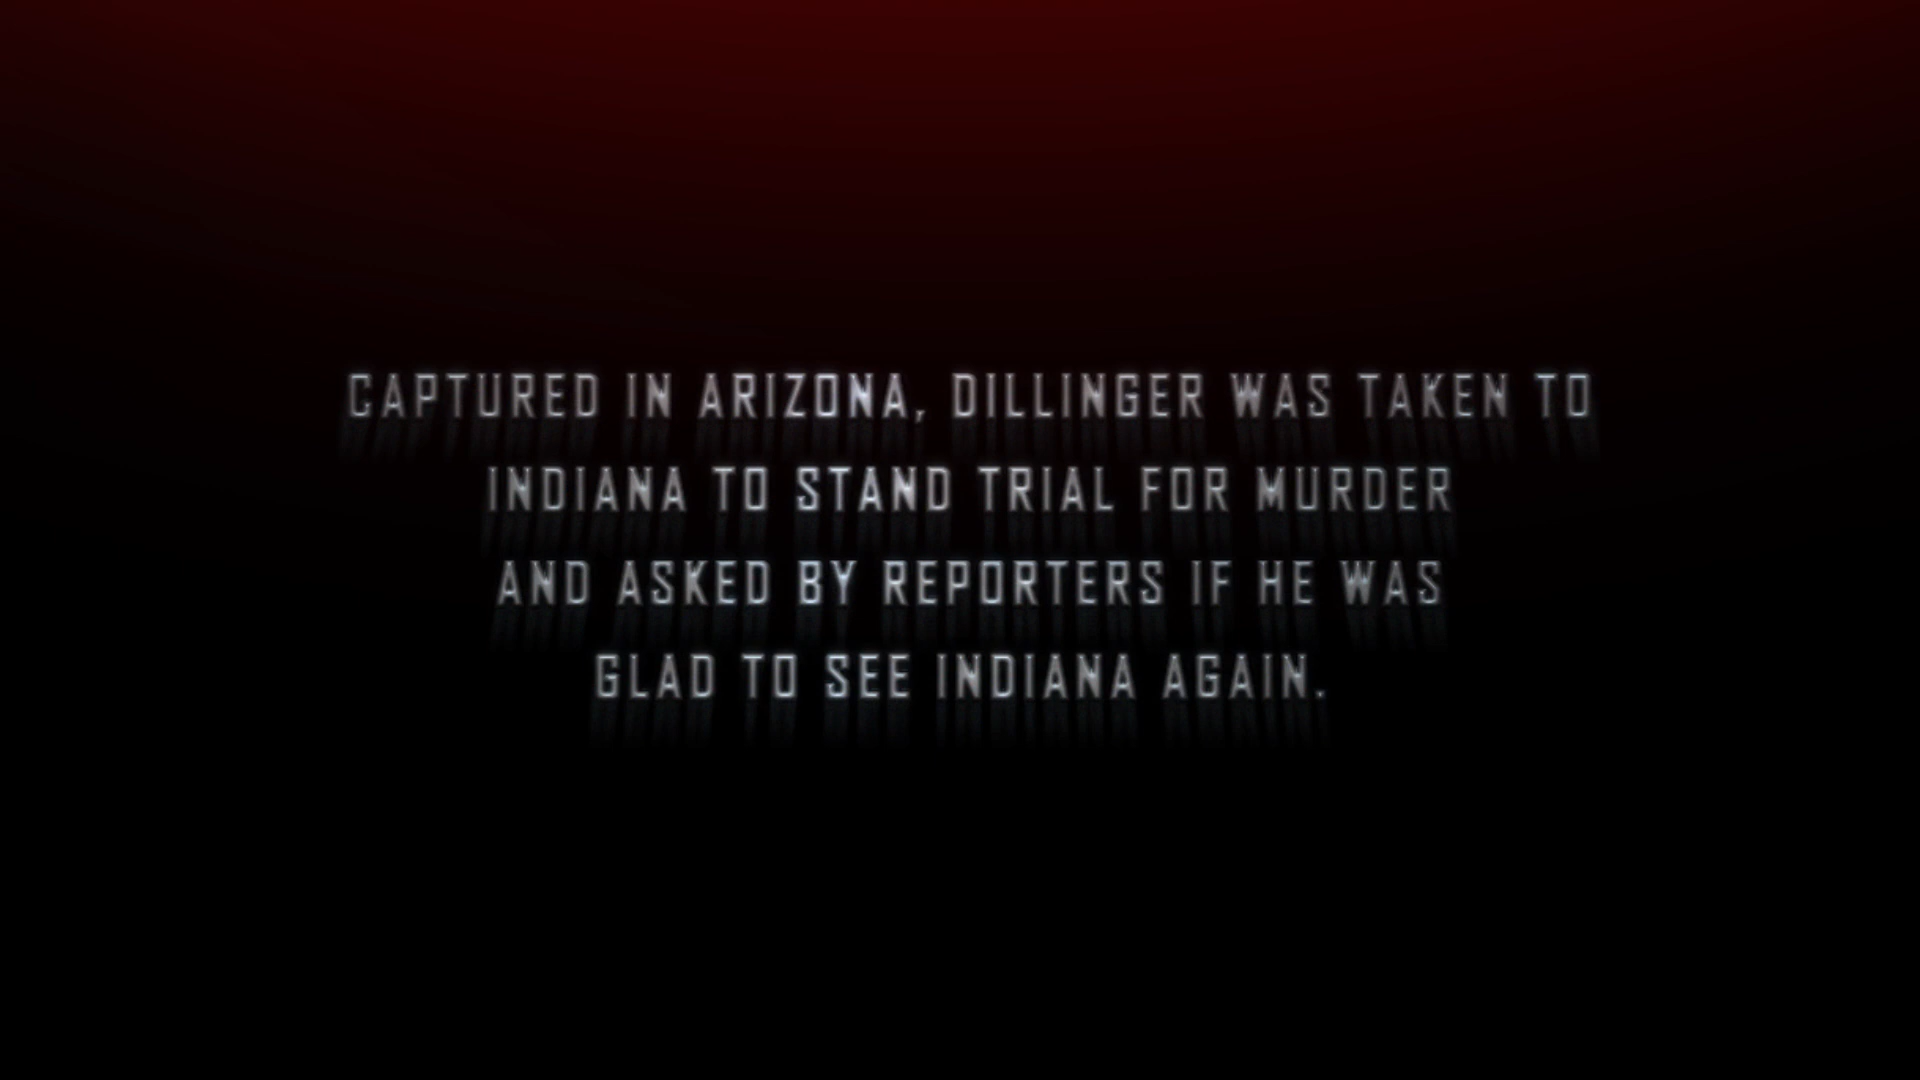 CAPTURED IN ARIZONA, DILLINGER WAS TAKEN TO
INDIANA TO STAND TRIAL FOR MURDER
AND ASKED BY REPORTERS IF HE WAS
GLAD TO SEE INDIANA AGAIN.